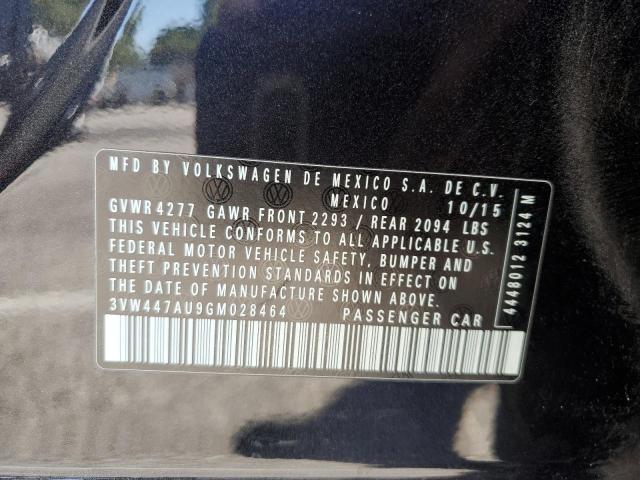 MFD BY VOLKSWAGEN DE MEXICO S.A. DE C.V.
MEXICO 10/15
GVWR 4277 GAWR FRONT 2293 / REAR 2094 LBS
THIS VEHICLE CONFORMS TO ALL APPLICABLE U.S.
FEDERAL MOTOR VEHICLE SAFETY, BUMPER AND
THEFT PREVENTION STANDARDS IN EFFECT ON
THE DATE OF MANUFACTURE SHOWN ABOVE.
3VW447AU9GM028464 PASSENGER CAR
4448012 3124 M